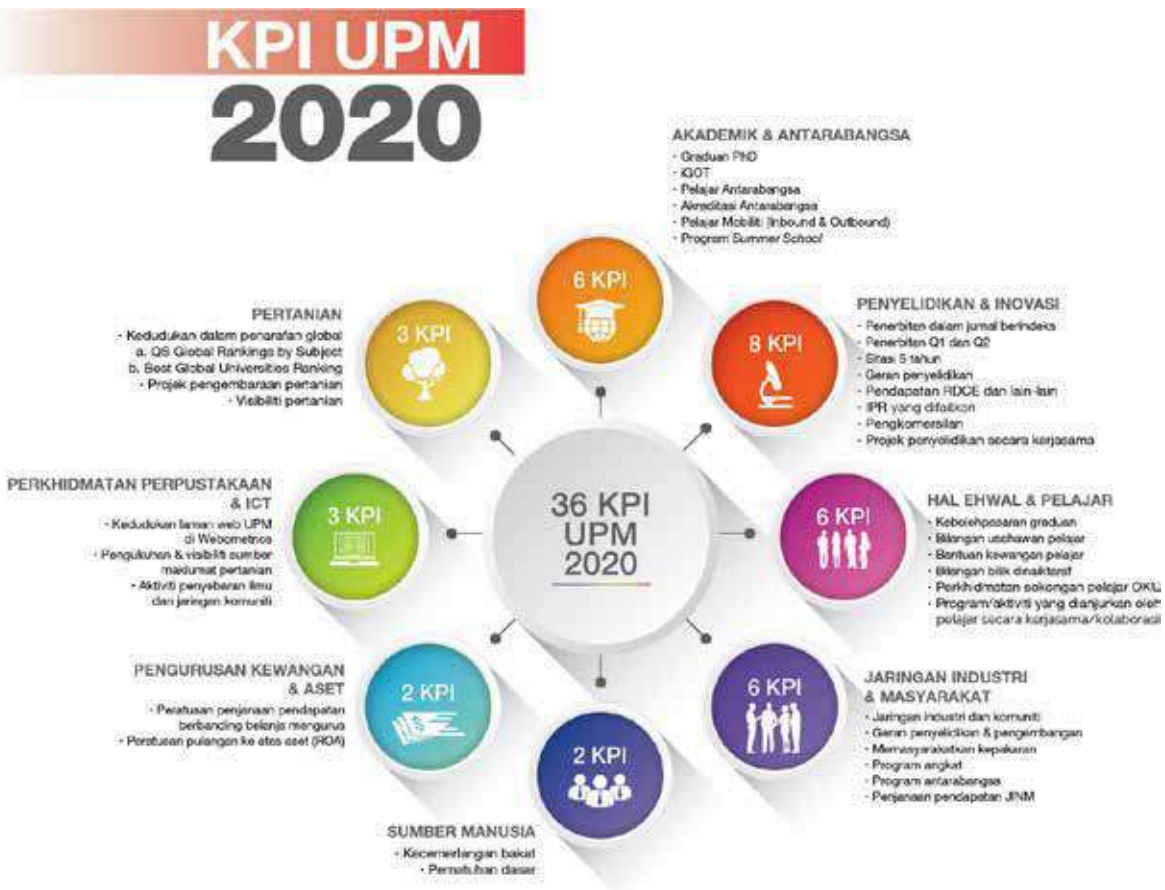 KPI UPM
2020
AKADEMIK & ANTARABANGSA
- Graduan PhD
- iGOT
- Pelajar Antarabangsa
- Akreditasi Antarabangsa
- Pelajar Mobiliti (Inbound & Outbound)
- Program Summer School
6 KPI
PENYELIDIKAN & INOVASI
- Penerbitan dalam jurnal berindeks
- Penerbitan Q1 dan Q2
- Sitasi 5 tahun
- Geran penyelidikan
- Pendapatan RDCE dan lain-lain
- IPR yang difailkan
- Pengkomersilan
- Projek penyelidikan secara kerjasama
8 KPI
HAL EHWAL & PELAJAR
- Kebolehpasaran graduan
- Bilangan usahawan pelajar
- Bantuan kewangan pelajar
- Bilangan bilik dinaiktaraf
- Perkhidmatan sokongan pelajar OKU
- Program/aktiviti yang dianjurkan oleh
pelajar secara kerjasama/kolaborasi
6 KPI
JARINGAN INDUSTRI
& MASYARAKAT
- Jaringan industri dan komuniti
- Geran penyelidikan & pengembangan
- Memasyarakatkan kepakaran
- Program angkat
- Program antarabangsa
- Penjanaan pendapatan JINM
6 KPI
SUMBER MANUSIA
- Kecemerlangan bakat
- Pematuhan dasar
2 KPI
PENGURUSAN KEWANGAN
& ASET
- Peratusan penjanaan pendapatan
berbanding belanja mengurus
- Peratusan pulangan ke atas aset (ROA)
2 KPI
PERKHIDMATAN PERPUSTAKAAN
& ICT
- Kedudukan laman web UPM
di Webometrics
- Pengukuhan & visibiliti sumber
maklumat pertanian
- Aktiviti penyebaran ilmu
dan jaringan komuniti
3 KPI
PERTANIAN
- Kedudukan dalam penarafan global
a. QS Global Rankings by Subject
b. Best Global Universities Ranking
- Projek pengembaraan pertanian
- Visibiliti pertanian
3 KPI
36 KPI
UPM
2020